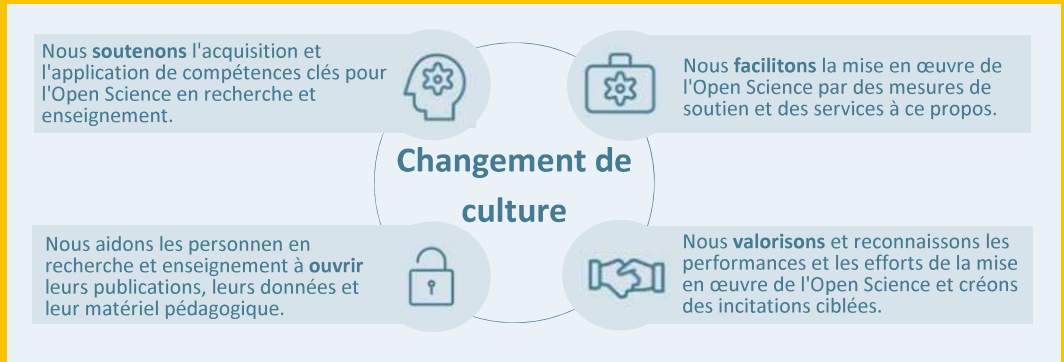 Nous soutenons l'acquisition et
l'application de compétences clés pour
l'Open Science en recherche et
enseignement.
Nous facilitons la mise en œuvre de
l'Open Science par des mesures de
soutien et des services à ce propos.
Changement de
culture
Nous aidons les personnen en
recherche et enseignement à ouvrir
leurs publications, leurs données et
leur matériel pédagogique.
Nous valorisons et reconnaissons les
performances et les efforts de la mise
en œuvre de l'Open Science et créons
des incitations ciblées.